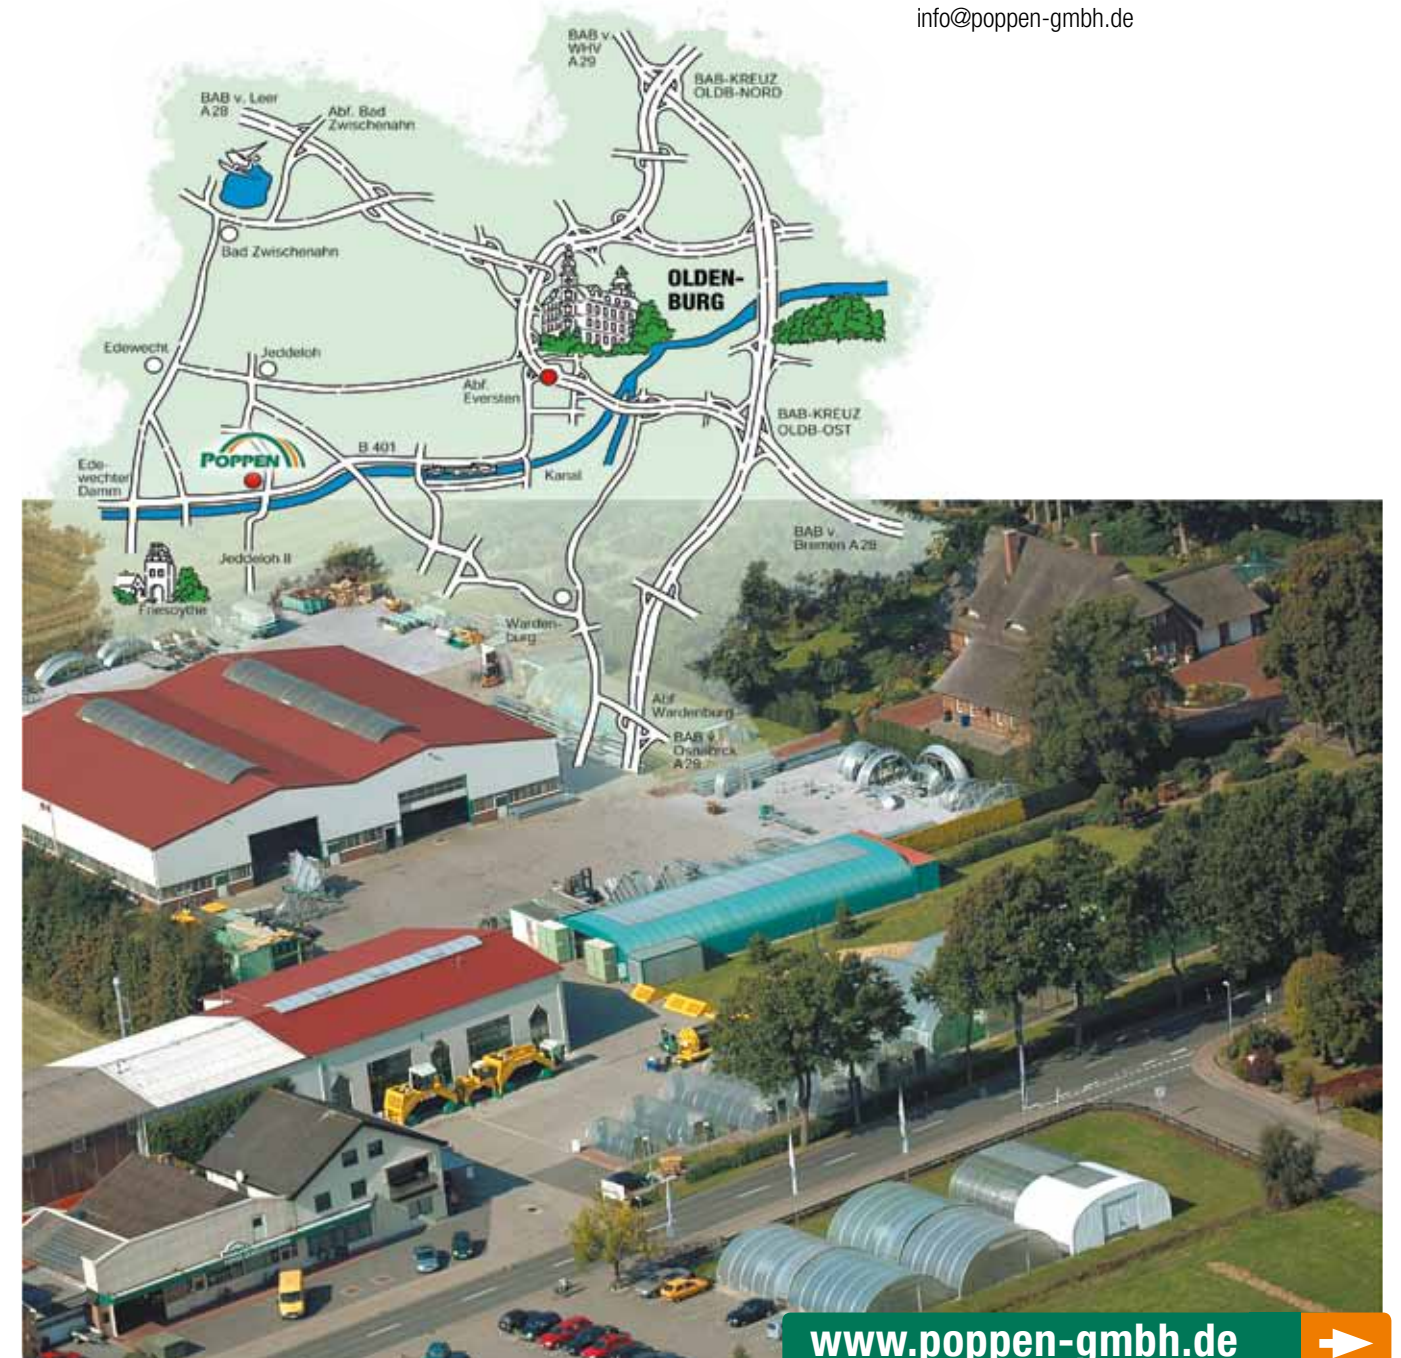 info@poppen-gmbh.de
BAB v.
WHV
A29
BAB-KREUZ
OLDB-NORD
BAB v. Leer
A28
Abf. Bad
Zwischenahn
Bad Zwischenahn
OLDEN-
BURG
Edewecht
Jeddeloh
Abf.
Eversten
BAB-KREUZ
OLDB-OST
POPPEN
B 401
Kanal
Ede-
wechter
Damm
Jeddeloh II
BAB v.
Bremen A28
Friesoythe
Warden-
burg
Abf
Wardenburg
BAB v.
Osnabrck
A29
www.poppen-gmbh.de